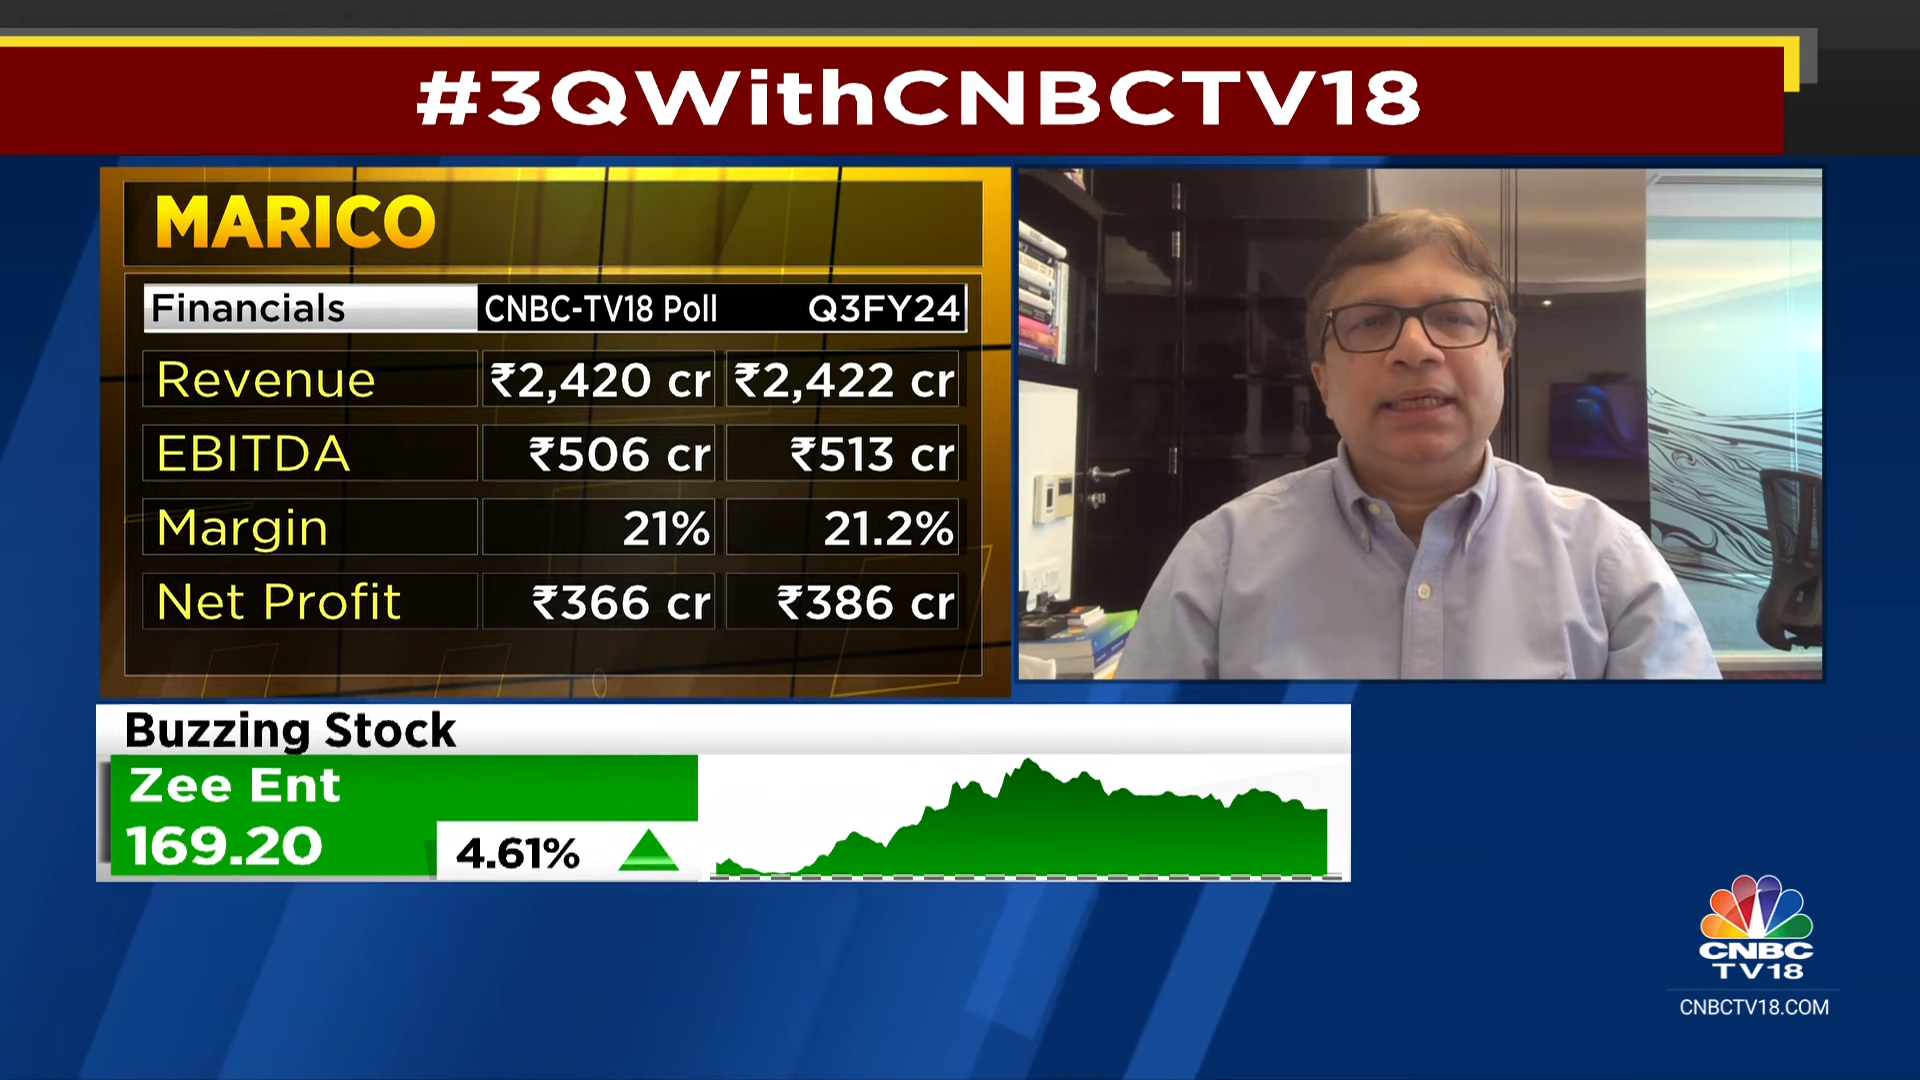 #3QWithCNBCTV18
MARICO
Financials CNBC-TV18 Poll Q3FY24
Revenue ₹2,420 cr ₹2,422 cr
EBITDA ₹506 cr ₹513 cr
Margin 21% 21.2%
Net Profit ₹366 cr ₹386 cr
Buzzing Stock
Zee Ent
169.20 4.61%
CNBC
TV18
CNBCTV18.COM